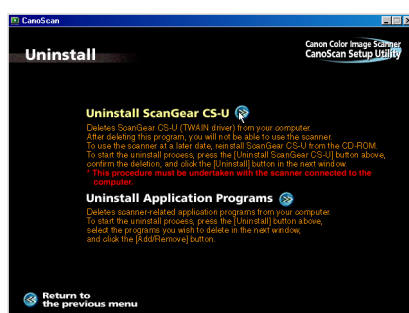 CanoScan
Uninstall
Canon Color Image Scanner
CanoScan Setup Utility
Uninstall ScanGear CS-U
Deletes ScanGear CS-U (TWAIN driver) from your computer.
After deleting this program, you will not be able to use the scanner.
To use the scanner at a later date, reinstall ScanGear CS-U from the CD-ROM.
To start the uninstall process, press the [Uninstall ScanGear CS-U] button above,
confirm the deletion, and click the [Uninstall] button in the next window.
* This procedure must be undertaken with the scanner connected to the
computer.
Uninstall Application Programs
Deletes scanner-related application programs from your computer.
To start the uninstall process, press the [Uninstall] button above,
select the programs you wish to delete in the next window,
and click the [Add/Remove] button.
Return to
the previous menu